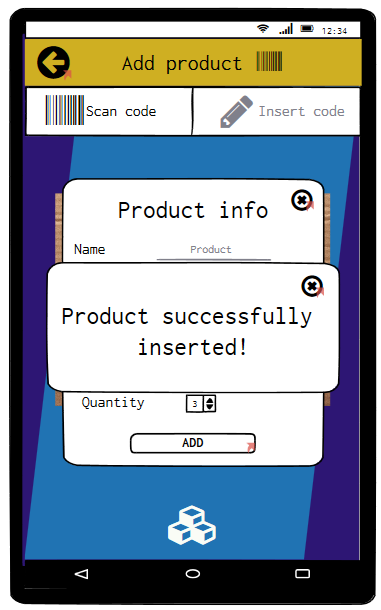 12:34
Add product
Scan code
Insert code
Product info
Name
Product
Product successfully
inserted!
Quantity
3
ADD